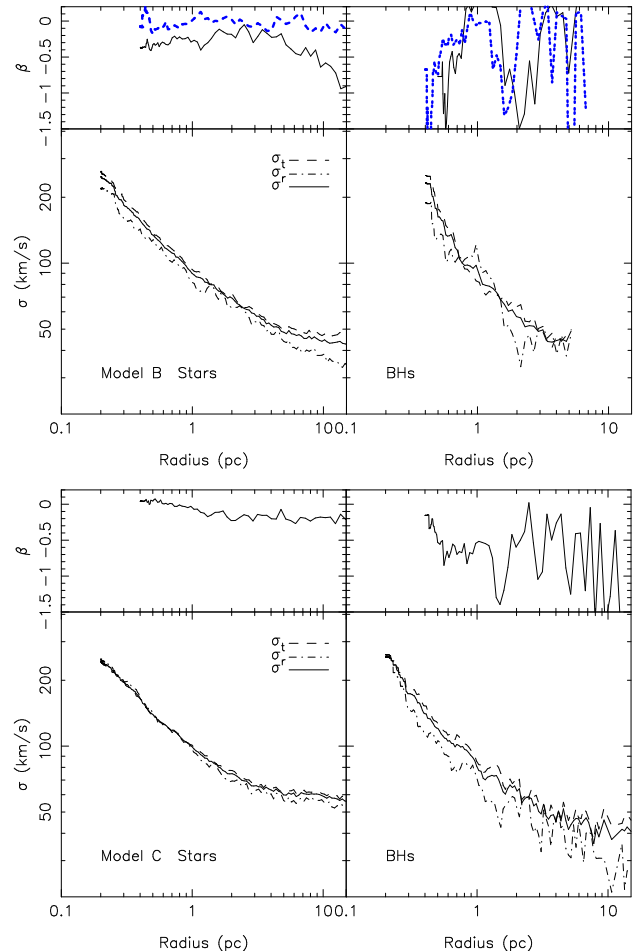 β
0
−0.5
−1
−1.5
σ (km/s)
200
100
50
σt
σr
σ
Model B Stars
BHs
0.1 1 10 100 0.1 1 10
Radius (pc) Radius (pc)
β
0
−0.5
−1
−1.5
σ (km/s)
200
100
50
σt
σr
σ
Model C Stars
BHs
0.1 1 10 100 0.1 1 10
Radius (pc) Radius (pc)